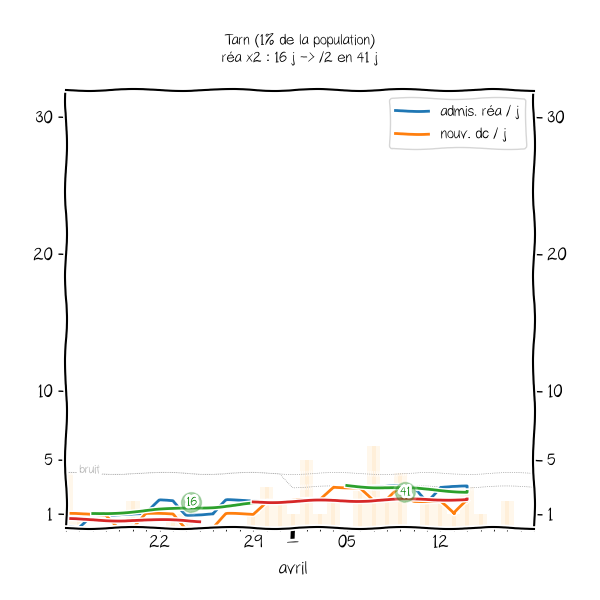 Tarn (1% de la population)
réa x2 : 16 j -> /2 en 41 j
admis. réa / j
nouv. dc / j
30
30
20
20
10
10
5
5
bruit
16
41
1
1
22
29
05
12
avril